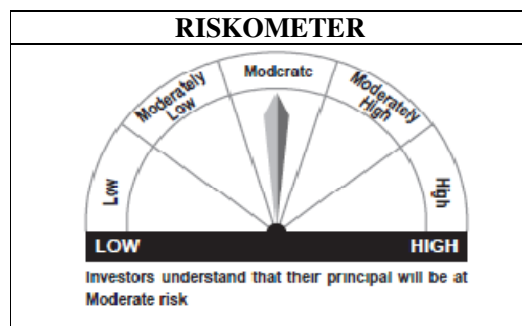 RISKOMETER
Low
Moderately
Low
Moderate
Moderately
High
High
LOW HIGH
Investors understand that their principal will be at
Moderate risk